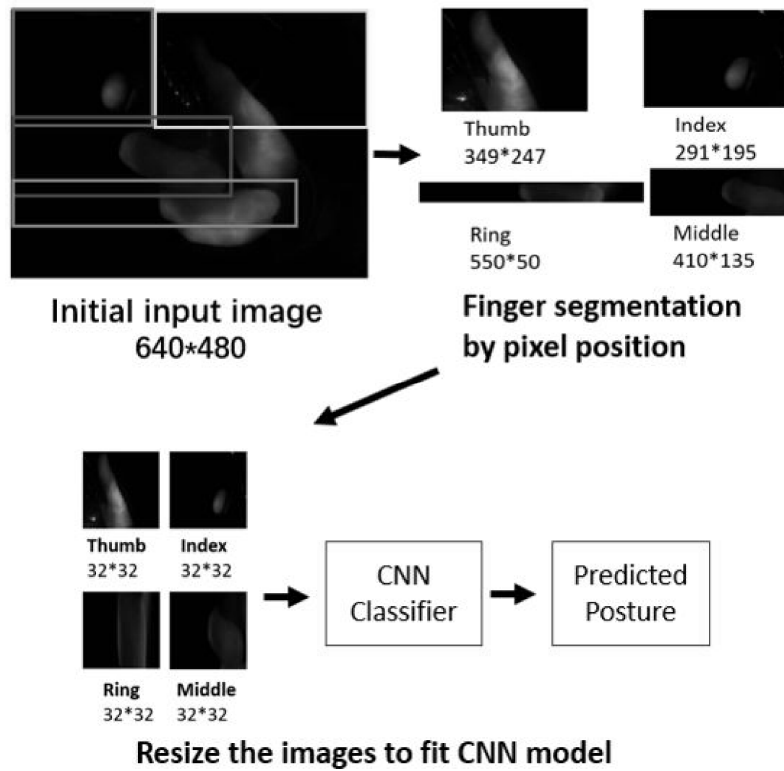 Thumb
349*247
Index
291*195
Ring
550*50
Middle
410*135
Initial input image
640*480
Finger segmentation
by pixel position
Thumb
32*32
Index
32*32
Ring
32*32
Middle
32*32
CNN
Classifier
Predicted
Posture
Resize the images to fit CNN model